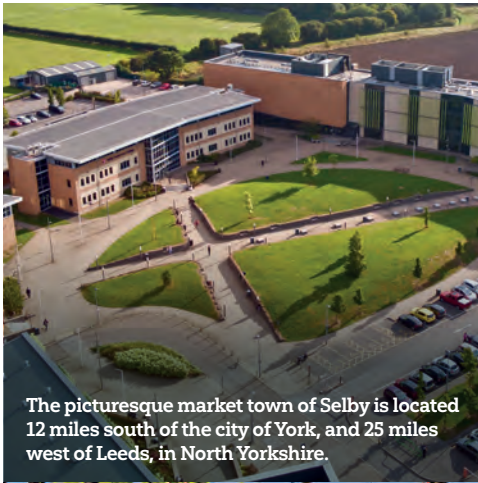 The picturesque market town of Selby is located
12 miles south of the city of York, and 25 miles
west of Leeds, in North Yorkshire.